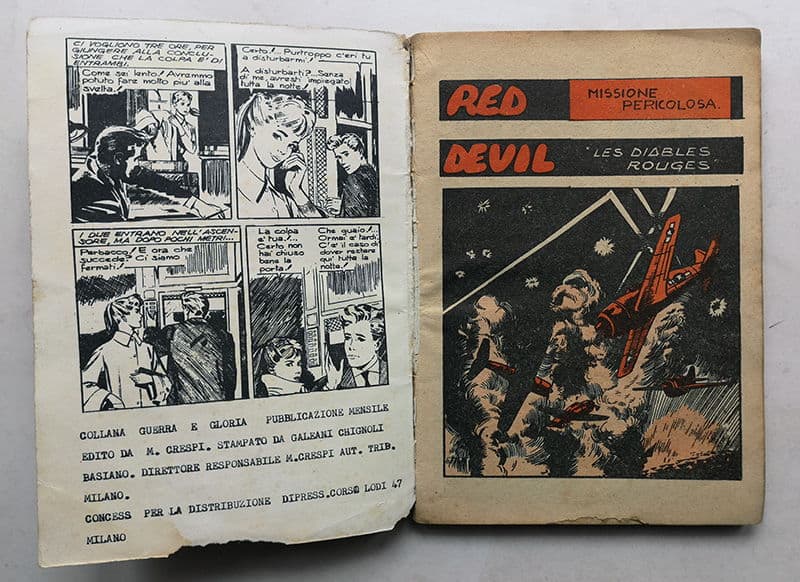 CI VOGLIONO TRE ORE, PER
GIUNGERE ALLA CONCLU-
SIONE CHE LA COLPA E' DI
ENTRAMBI.
Come sei lento! Avremmo
potuto fare molto piu' alla
svelta!
Certo!... Purtroppo c'eri tu
a disturbarmi!
A disturbarti?... Senza
di me, avresti impiegato
tutta la notte!
I DUE ENTRANO NELL'ASCEN-
SORE, MA DOPO POCHI METRI...
Perbacco! E ora che
succede? Ci siamo
fermati!
La colpa
e' tua!...
Certo non
hai chiuso
bene la
porta!
Che guaio!...
Ormai e' tardi!
C'e' il caso di
dover restare
qui tutta la
notte.
COLLANA GUERRA E GLORIA PUBBLICAZIONE MENSILE
EDITO DA M. CRESPI. STAMPATO DA GALEANI CHIGNOLI
BASIANO. DIRETTORE RESPONSABILE M.CRESPI AUT. TRIB.
MILANO.
CONCESS PER LA DISTRIBUZIONE DIPRESS.CORSO LODI 47
MILANO
RED
MISSIONE
PERICOLOSA.
DEVIL
"LES DIABLES
ROUGES"